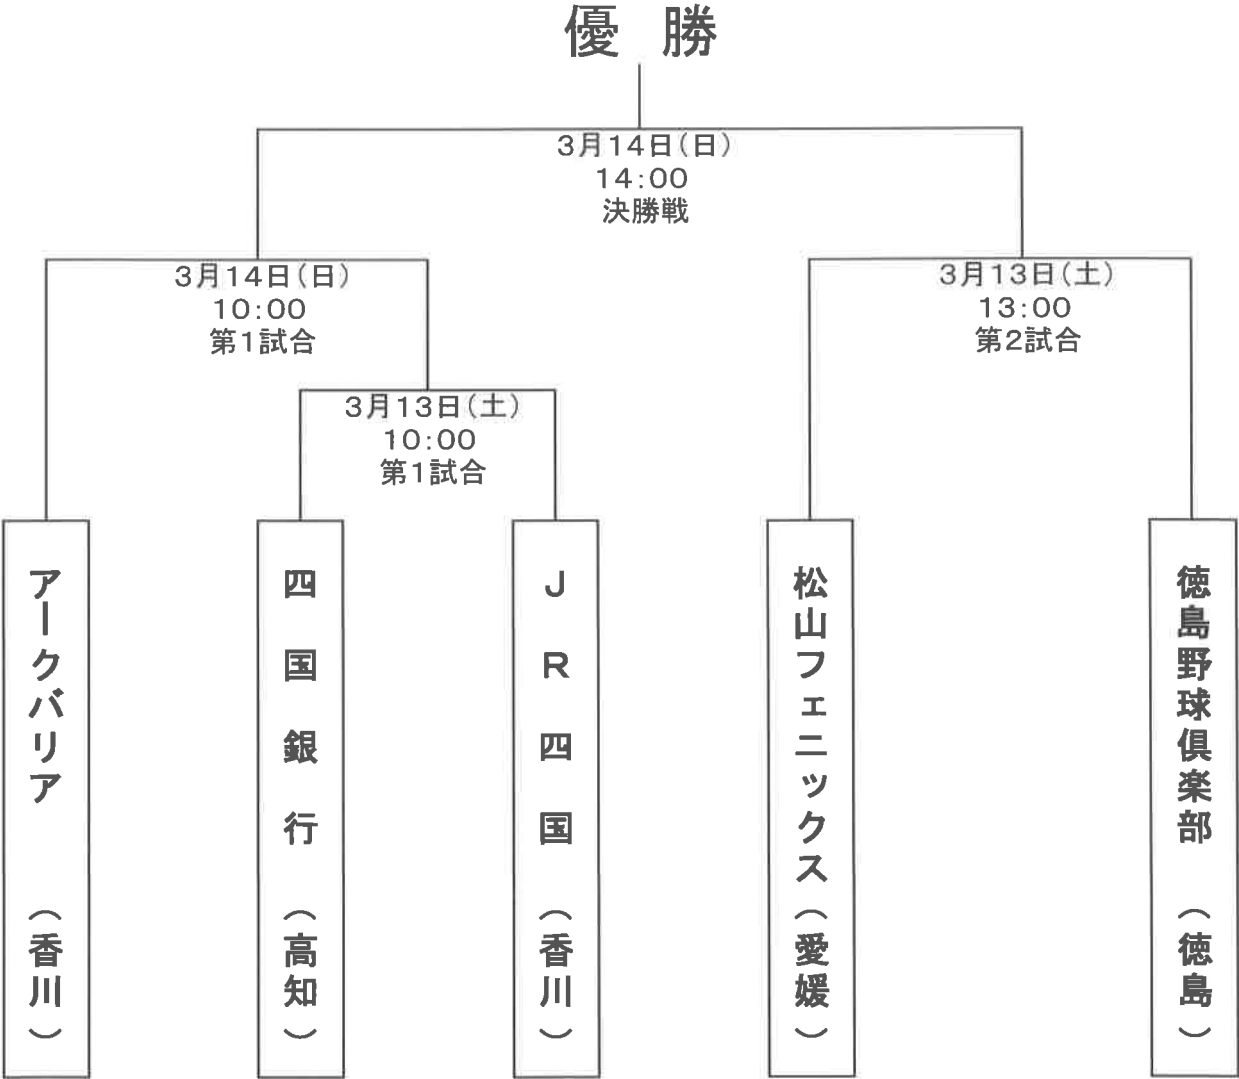 優 勝
3月14日(日)
14:00
決勝戦
3月14日(日)
10:00
第1試合
3月13日(土)
13:00
第2試合
3月13日(土)
10:00
第1試合
アークバリア(香川)
四国銀行(高知)
JR四国(香川)
松山フェニックス(愛媛)
徳島野球倶楽部(徳島)